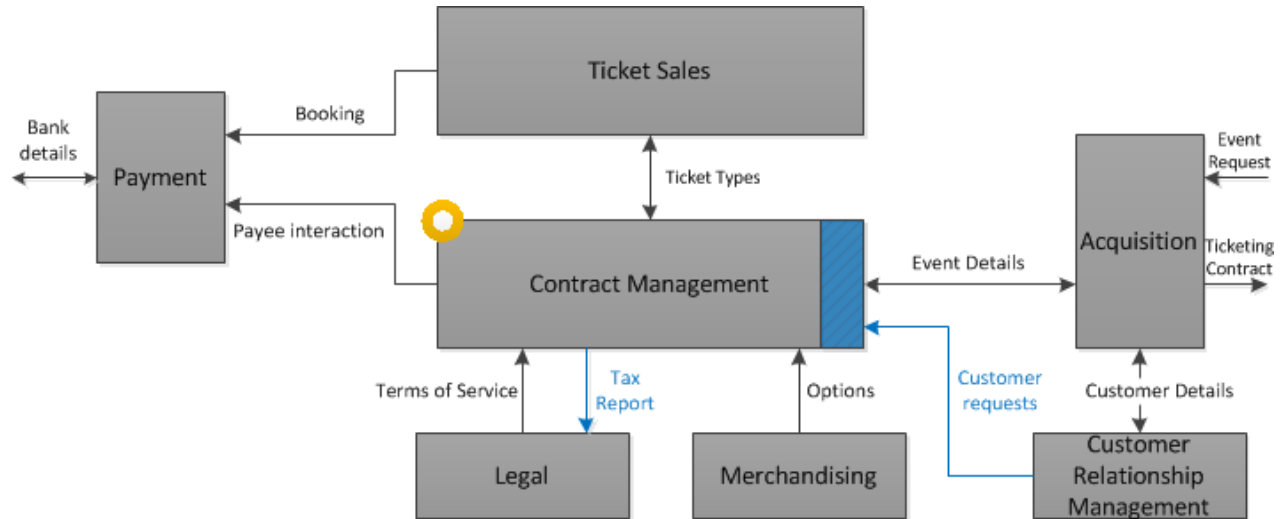 Ticket Sales
Booking
Bank
details
Payment
Ticket Types
Event
Request
Payee interaction
Acquisition
Ticketing
Contract
Contract Management
Event Details
Terms of Service
Tax
Report
Options
Customer
requests
Customer Details
Legal
Merchandising
Customer
Relationship
Management